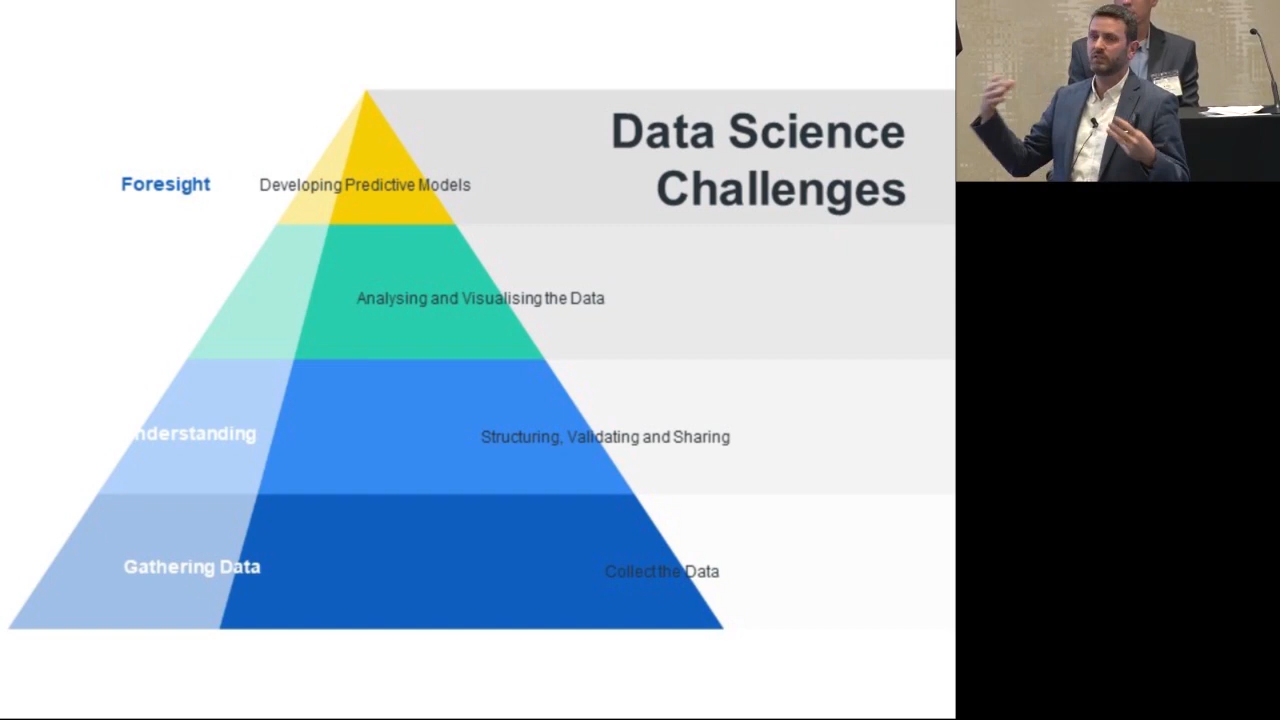 Data Science
Challenges
Foresight
Developing Predictive Models
Analysing and Visualising the Data
nderstanding
Structuring, Validating and Sharing
Gathering Data
Collect the Data